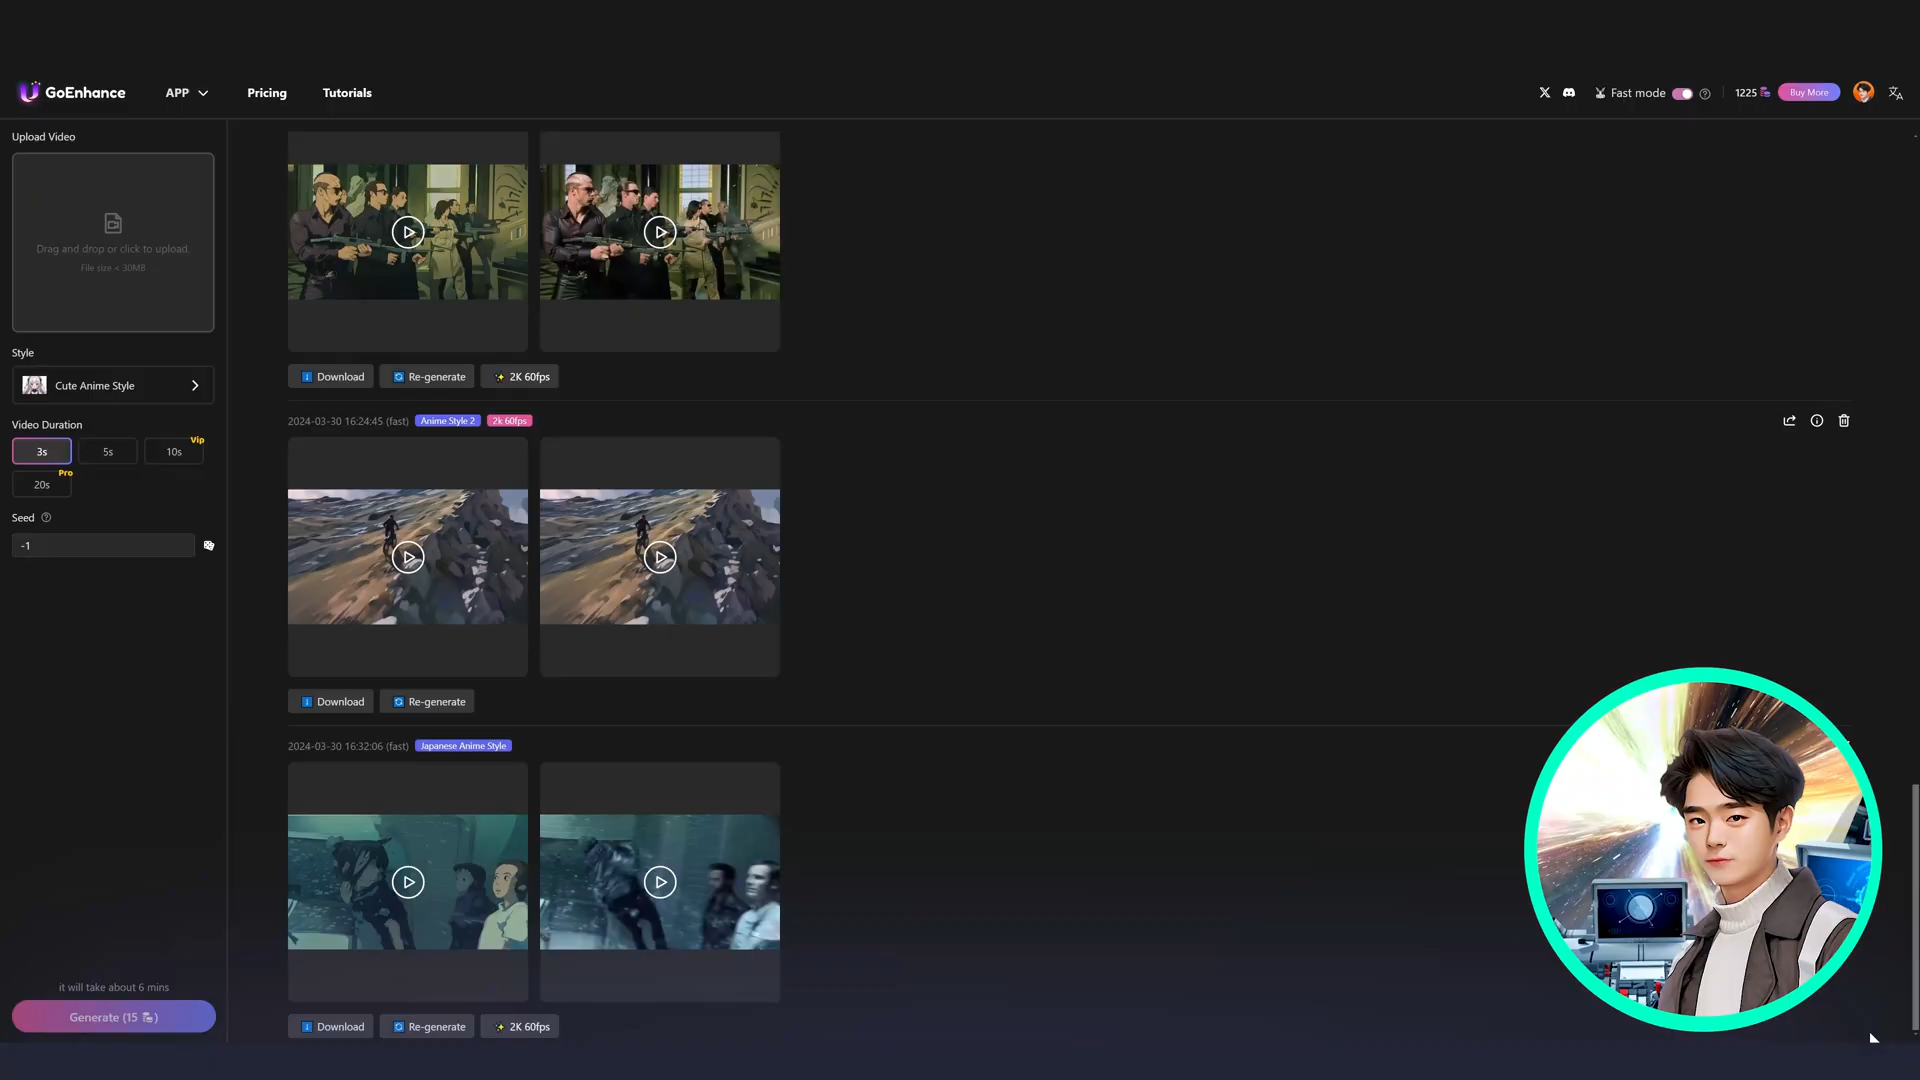 GoEnhance
APP
Pricing
Tutorials
Fast mode
1225
Buy More
Upload Video
Drag and drop or click to upload.
File size < 30MB
Style
Cute Anime Style
Video Duration
3s
5s
10s
Vip
20s
Pro
Seed
-1
it will take about 6 mins
Generate (15 )
Download
Re-generate
2K 60fps
2024-03-30 16:24:45 (fast) Anime Style 2 2k 60fps
Download
Re-generate
2024-03-30 16:32:06 (fast) Japanese Anime Style
Download
Re-generate
2K 60fps